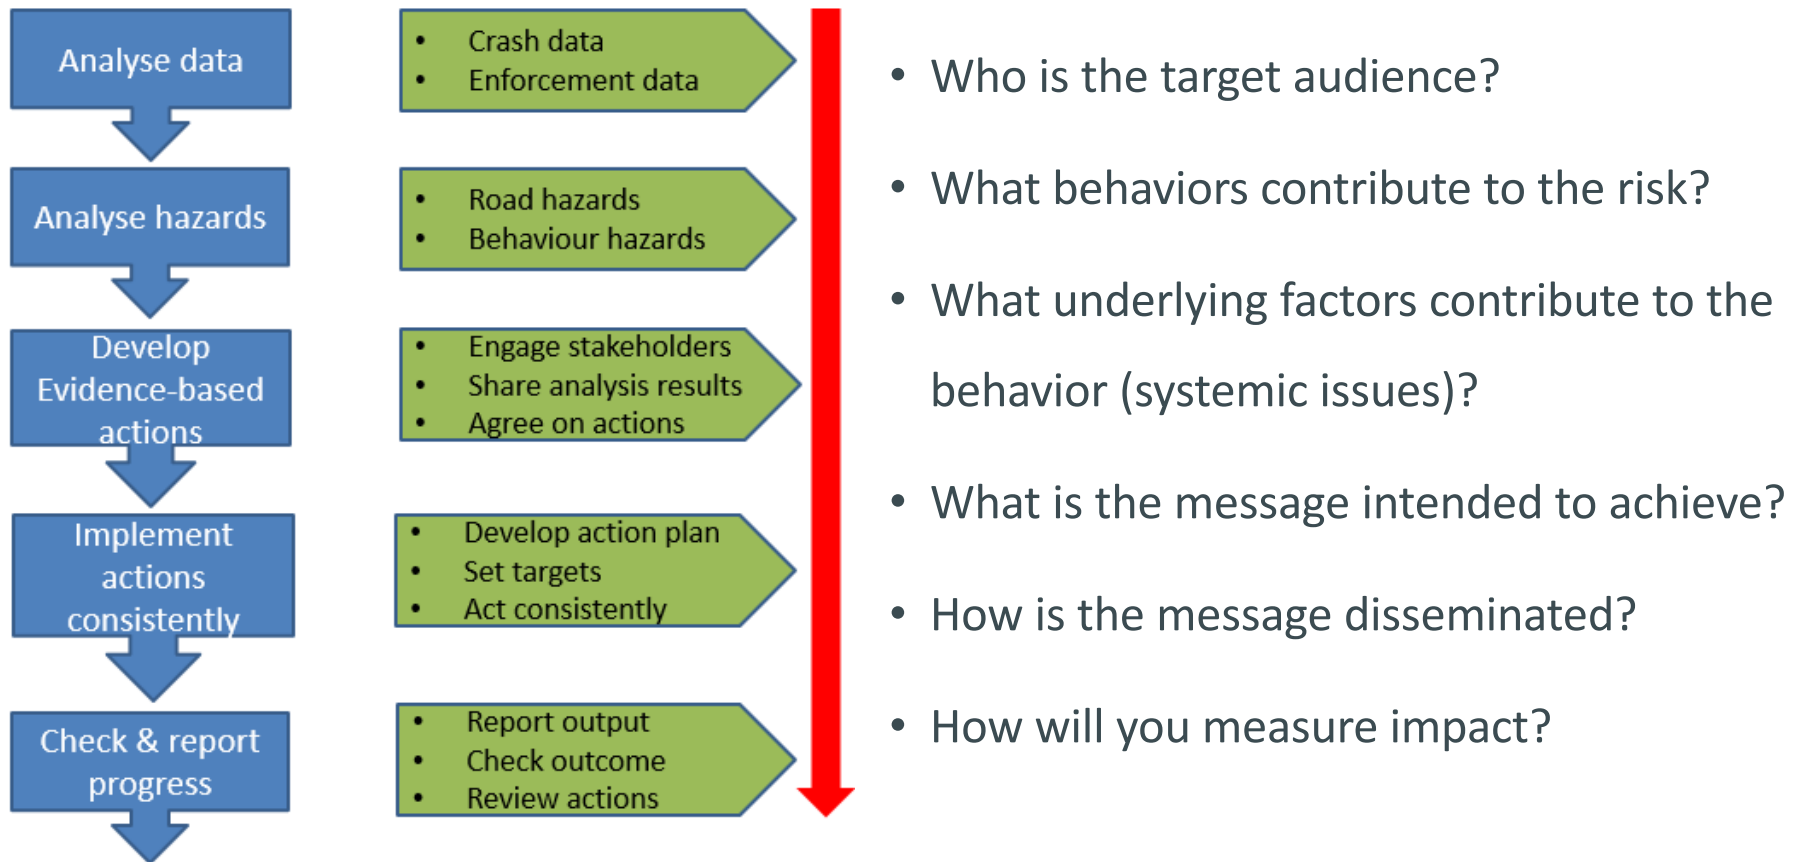 Analyse data
• Crash data
• Enforcement data
Analyse hazards
• Road hazards
• Behaviour hazards
Develop
Evidence-based
actions
• Engage stakeholders
• Share analysis results
• Agree on actions
Implement
actions
consistently
• Develop action plan
• Set targets
• Act consistently
Check & report
progress
• Report output
• Check outcome
• Review actions
• Who is the target audience?
• What behaviors contribute to the risk?
• What underlying factors contribute to the
behavior (systemic issues)?
• What is the message intended to achieve?
• How is the message disseminated?
• How will you measure impact?